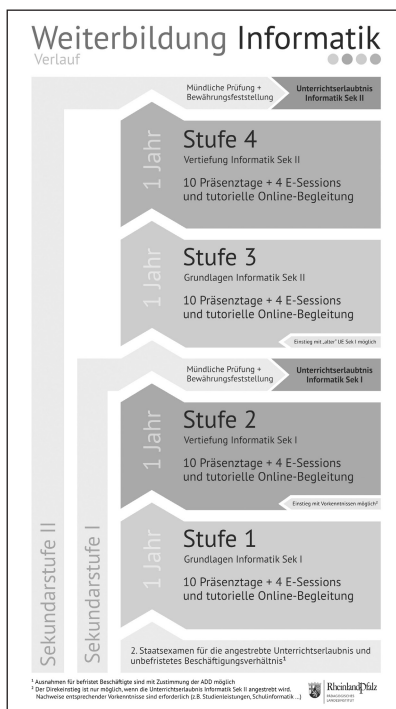 Weiterbildung Informatik
Verlauf
Mündliche Prüfung +
Bewährungsfeststellung
Unterrichtserlaubtnis
Informatik Sek II
1 Jahr
Stufe 4
Vertiefung Informatik Sek II
10 Präsenztage + 4 E-Sessions
und tutorielle Online-Begleitung
1 Jahr
Stufe 3
Grundlagen Informatik Sek II
10 Präsenztage + 4 E-Sessions
und tutorielle Online-Begleitung
Einstieg mit „alter" UE Sek I möglich
Mündliche Prüfung +
Bewährungsfeststellung
Unterrichtserlaubtnis
Informatik Sek I
1 Jahr
Stufe 2
Vertiefung Informatik Sek I
10 Präsenztage + 4 E-Sessions
und tutorielle Online-Begleitung
Einstieg mit Vorkenntnissen möglich²
1 Jahr
Stufe 1
Grundlagen Informatik Sek I
10 Präsenztage + 4 E-Sessions
und tutorielle Online-Begleitung
Sekundarstufe II
Sekundarstufe I
2. Staatsexamen für die angestrebte Unterrichtserlaubnis und
unbefristetes Beschäftigungsverhältnis¹
¹ Ausnahmen für befristet Beschäftigte sind mit Zustimmung der ADD möglich
² Der Direkeinstieg ist nur möglich, wenn die Unterrichtserlaubnis Informatik Sek II angestrebt wird.
Nachweise entsprechender Vorkenntnisse sind erforderlich (z.B. Studienleistungen, Schulinformatik ...)
RheinlandPfalz
PÄDAGOGISCHES
LANDESINSTITUT